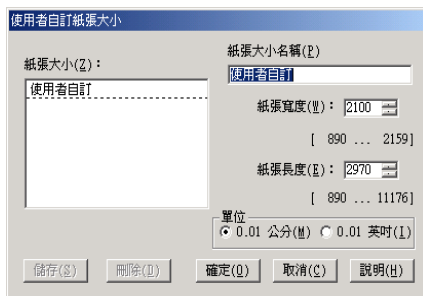 使用者自訂紙張大小
紙張大小(Z)：
使用者自訂
紙張大小名稱(P)
使用者自訂
紙張寬度(W)： 2100
[ 890 ... 2159]
紙張長度(E)： 2970
[ 890 ... 11176]
單位
0.01 公分(M) 0.01 英吋(I)
儲存(S) 刪除(D) 確定(O) 取消(C) 說明(H)